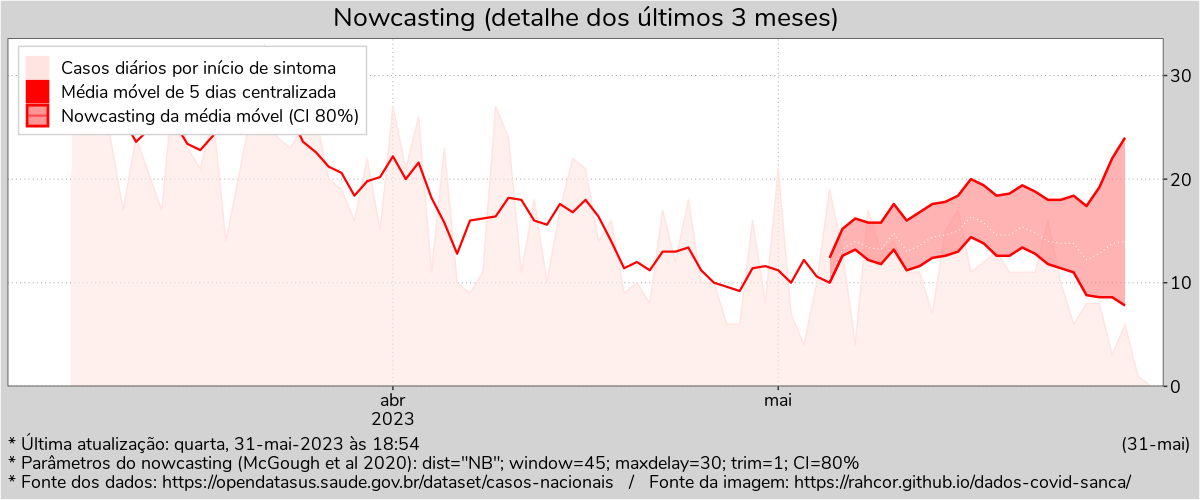 Nowcasting (detalhe dos últimos 3 meses)
Casos diários por início de sintoma
Média móvel de 5 dias centralizada
Nowcasting da média móvel (CI 80%)
30
20
10
0
abr
2023
mai
* Última atualização: quarta, 31-mai-2023 às 18:54
(31-mai)
* Parâmetros do nowcasting (McGough et al 2020): dist="NB"; window=45; maxdelay=30; trim=1; CI=80%
* Fonte dos dados: https://opendatasus.saude.gov.br/dataset/casos-nacionais / Fonte da imagem: https://rahcor.github.io/dados-covid-sanca/